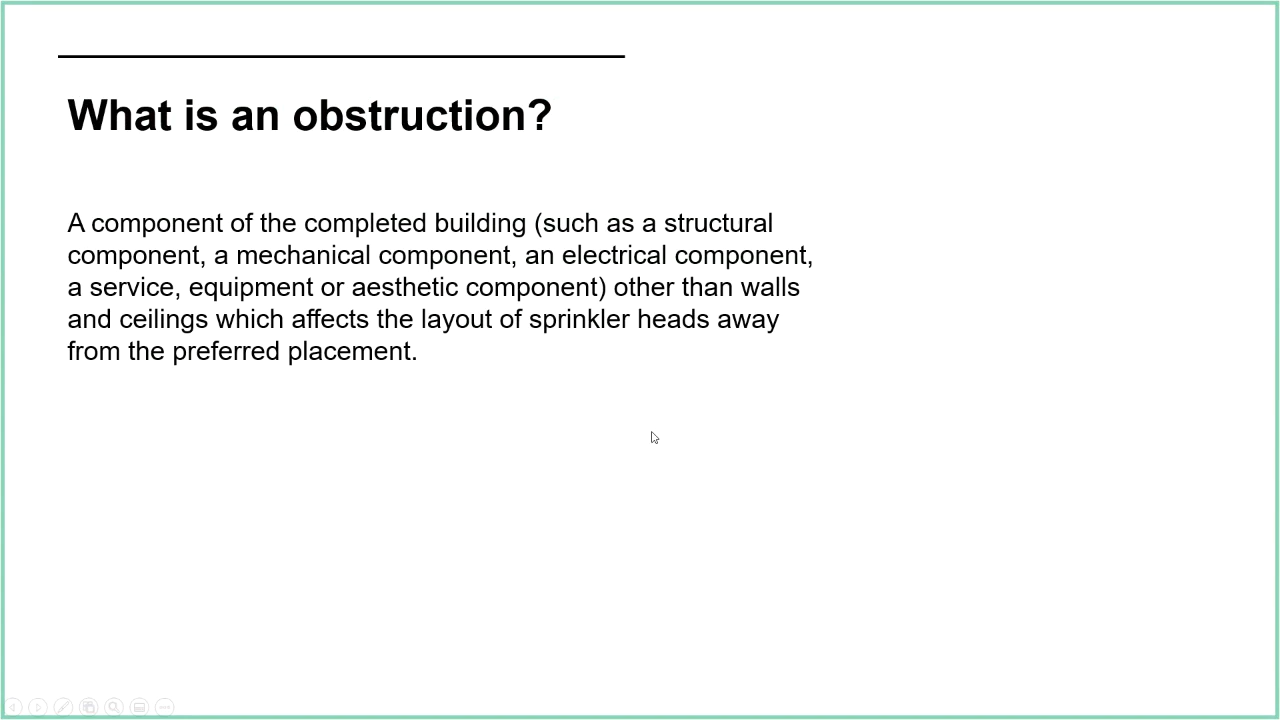 What is an obstruction?
A component of the completed building (such as a structural
component, a mechanical component, an electrical component,
a service, equipment or aesthetic component) other than walls
and ceilings which affects the layout of sprinkler heads away
from the preferred placement.